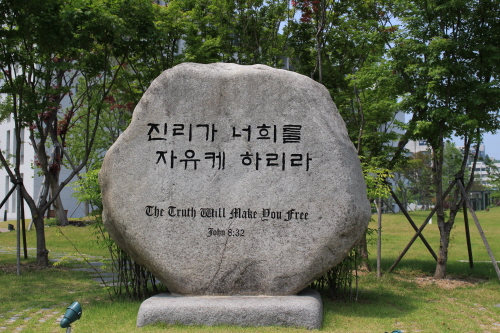 진리가 너희를
자유케 하리라
The Truth Will Make You Free
John 8:32